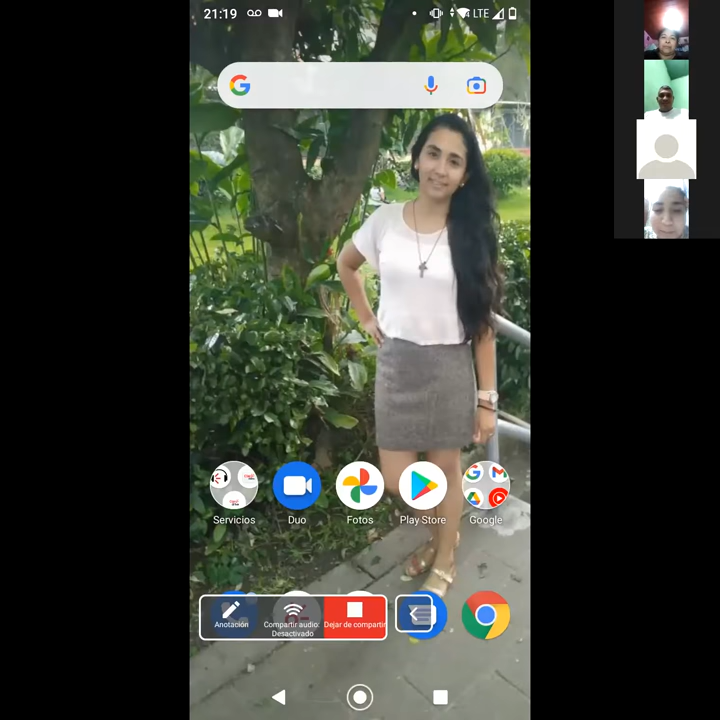 21:19
LTE
Servicios
Duo
Fotos
Play Store
Google
Anotación
Compartir audio:
Desactivado
Dejar de compartir